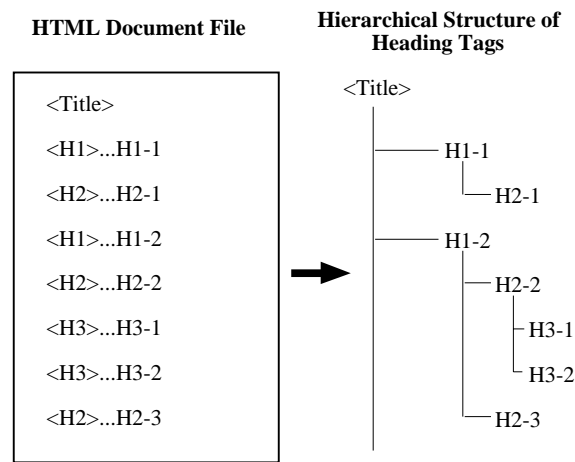 HTML Document File
<Title>
<H1>...H1-1
<H2>...H2-1
<H1>...H1-2
<H2>...H2-2
<H3>...H3-1
<H3>...H3-2
<H2>...H2-3
Hierarchical Structure of
Heading Tags
<Title>
H1-1
H2-1
H1-2
H2-2
H3-1
H3-2
H2-3